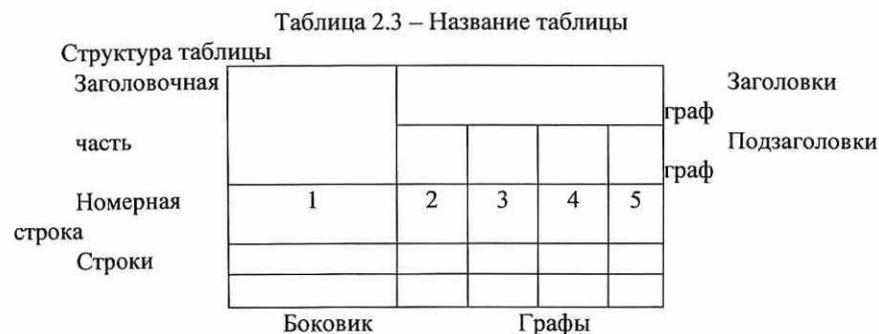 Таблица 2.3 – Название таблицы
Структура таблицы
Заголовочная Заголовки
граф
часть Подзаголовки
граф
Номерная 1 2 3 4 5
строка
Строки
Боковик Графы